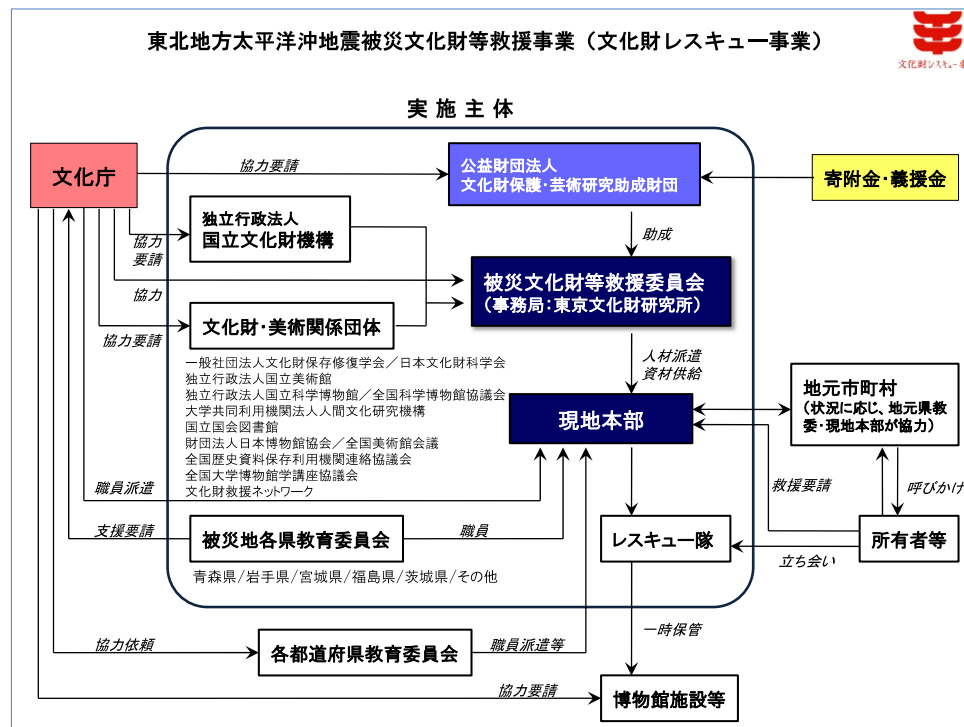 東北地方太平洋沖地震被災文化財等救援事業（文化財レスキュー事業）
実 施 主 体
文化庁
協力要請
公益財団法人
文化財保護・芸術研究助成財団
寄附金・義援金
独立行政法人
国立文化財機構
協力
要請
助成
被災文化財等救援委員会
（事務局：東京文化財研究所）
協力
文化財・美術関係団体
協力要請
一般社団法人文化財保存修復学会／日本文化財科学会
独立行政法人国立美術館
独立行政法人国立科学博物館／全国科学博物館協議会
大学共同利用機関法人人間文化研究機構
国立国会図書館
財団法人日本博物館協会／全国美術館会議
全国歴史資料保存利用機関連絡協議会
全国大学博物館学講座協議会
文化財救援ネットワーク
人材派遣
資材供給
現地本部
地元市町村
（状況に応じ、地元県教
委・現地本部が協力）
職員派遣
救援要請
呼びかけ
支援要請
被災地各県教育委員会
職員
レスキュー隊
所有者等
立ち会い
青森県/岩手県/宮城県/福島県/茨城県/その他
一時保管
協力依頼
各都道府県教育委員会
職員派遣等
協力要請
博物館施設等